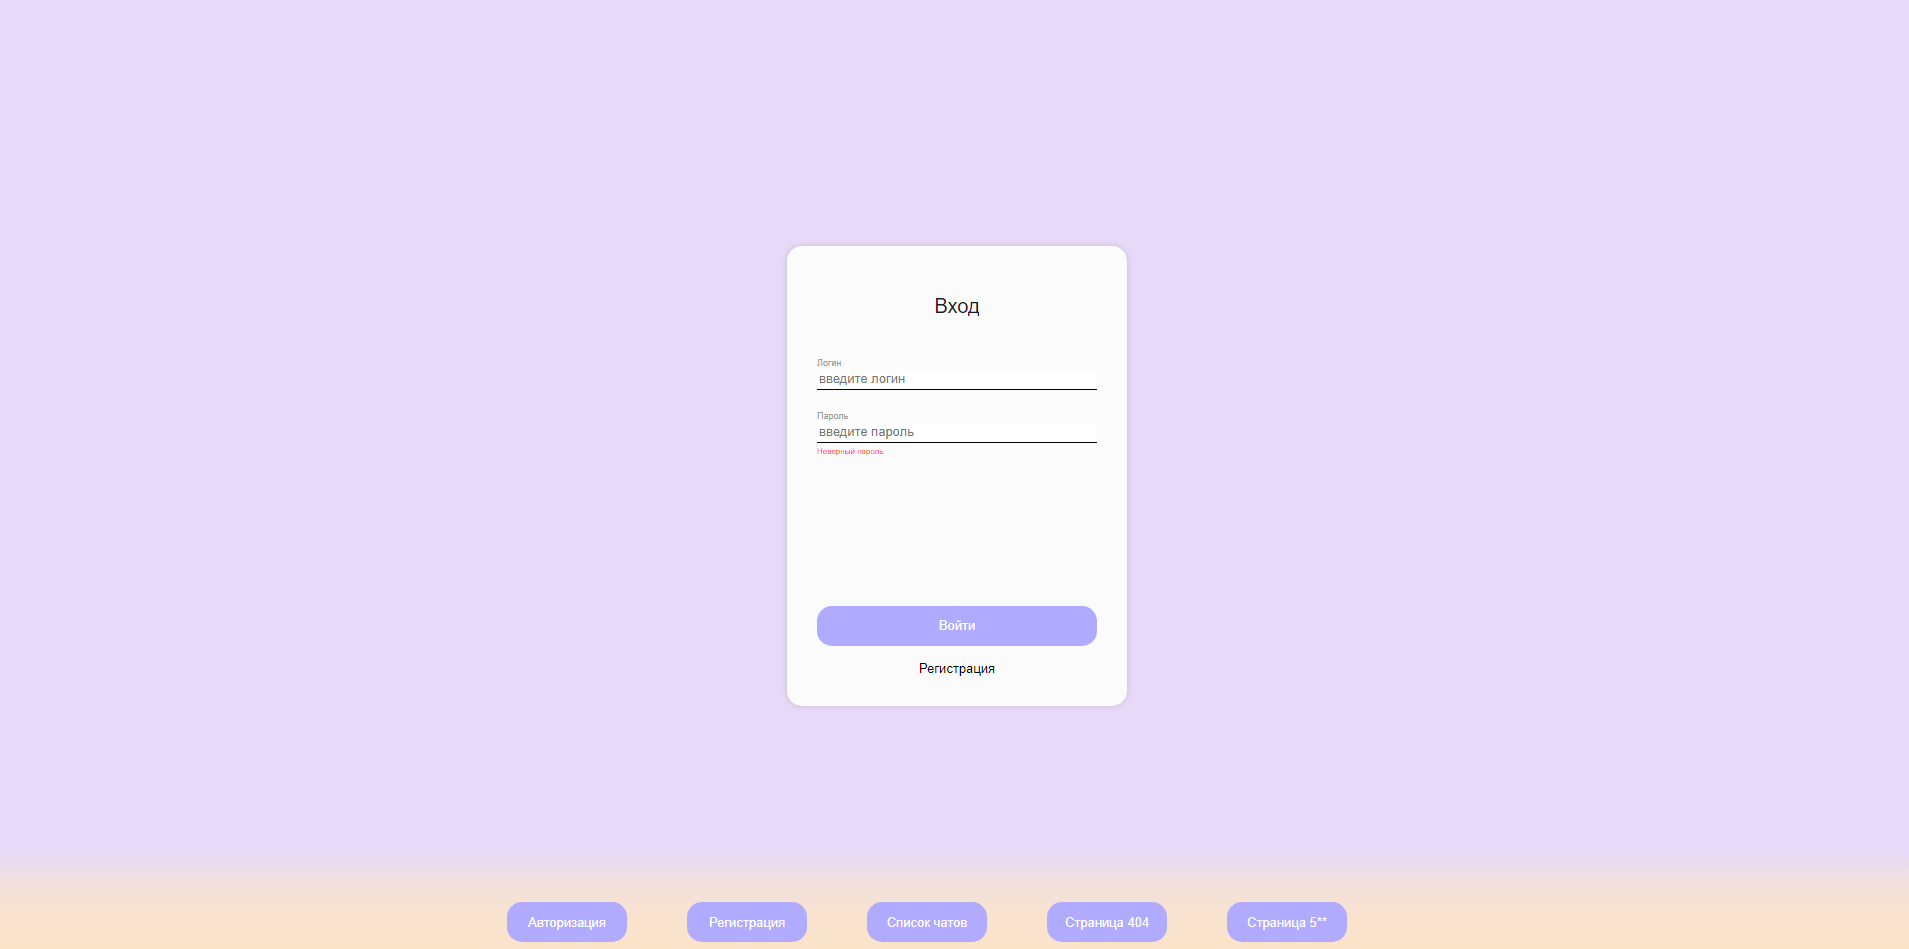 Вход
Логин
введите логин
Пароль
введите пароль
Неверный пароль
Войти
Регистрация
Авторизация
Регистрация
Список чатов
Страница 404
Страница 5**